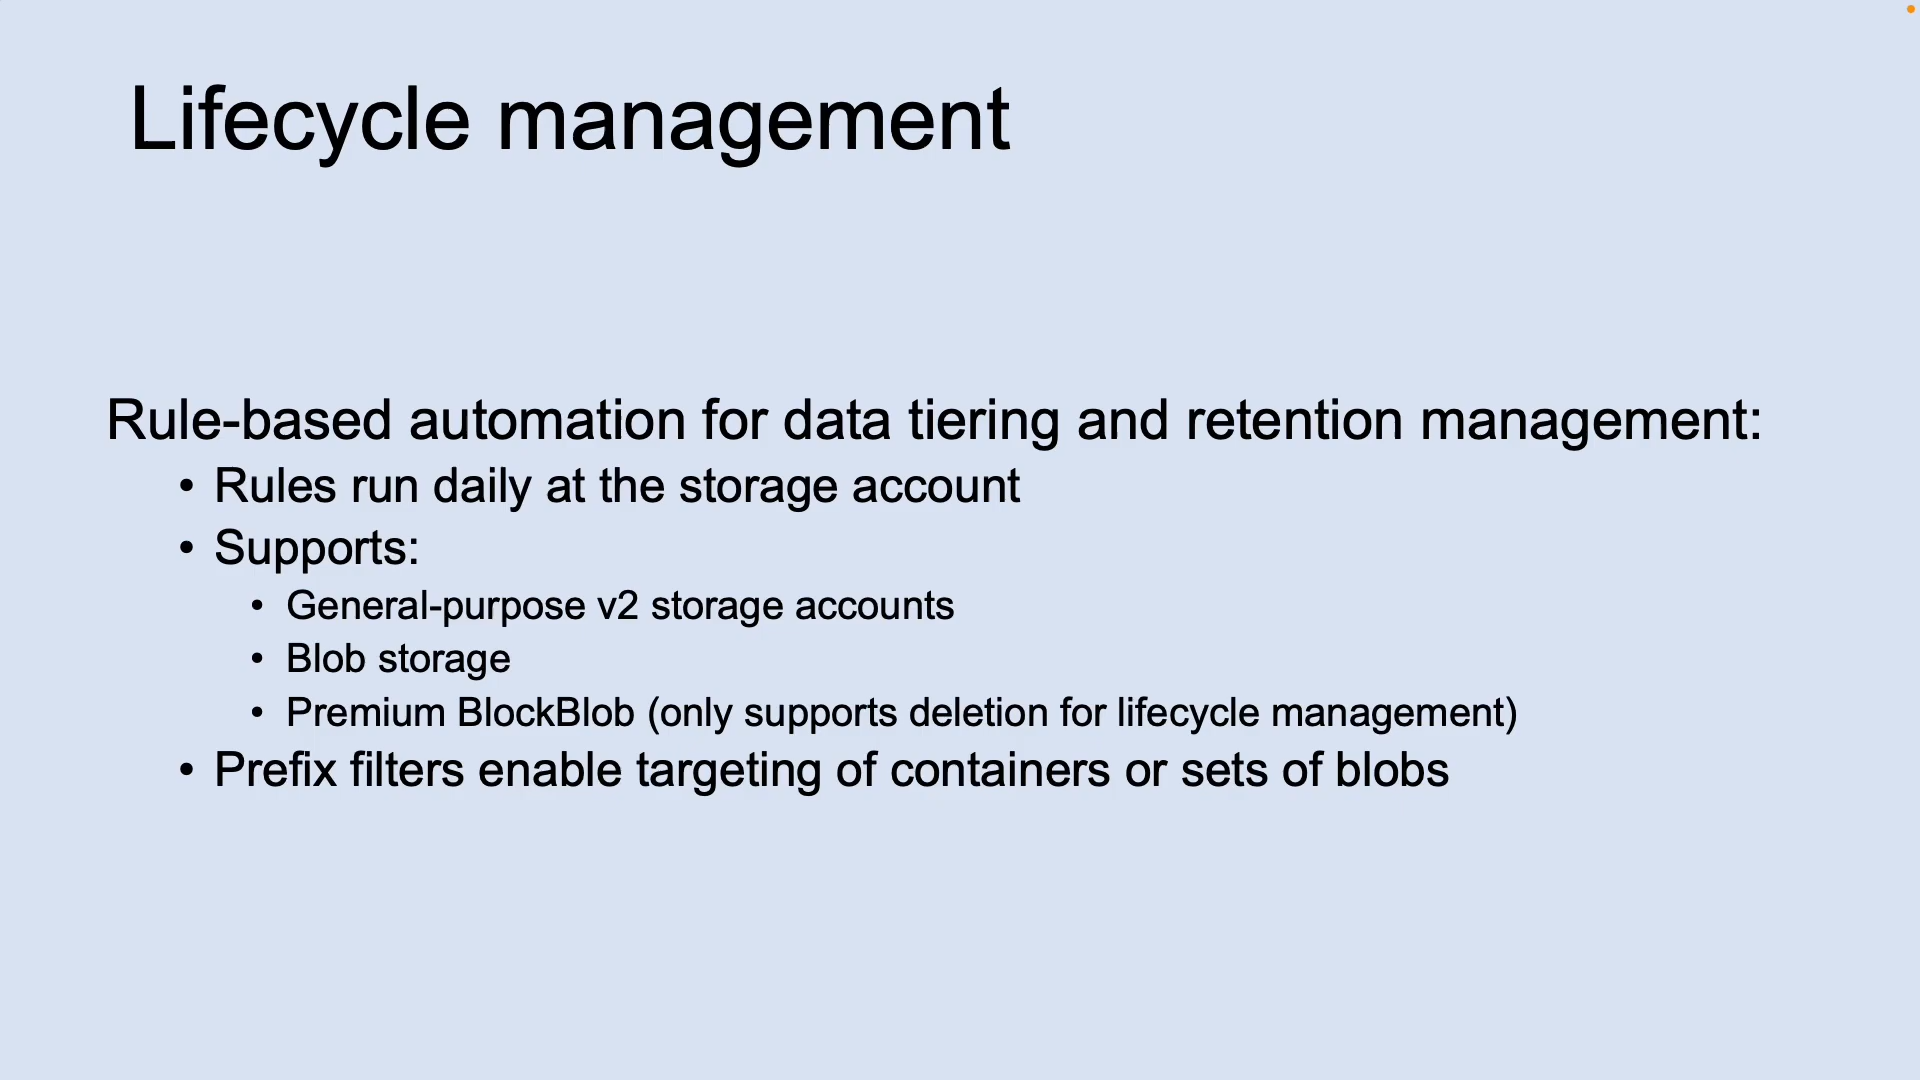 Lifecycle management
Rule-based automation for data tiering and retention management:
• Rules run daily at the storage account
• Supports:
• General-purpose v2 storage accounts
• Blob storage
• Premium BlockBlob (only supports deletion for lifecycle management)
• Prefix filters enable targeting of containers or sets of blobs